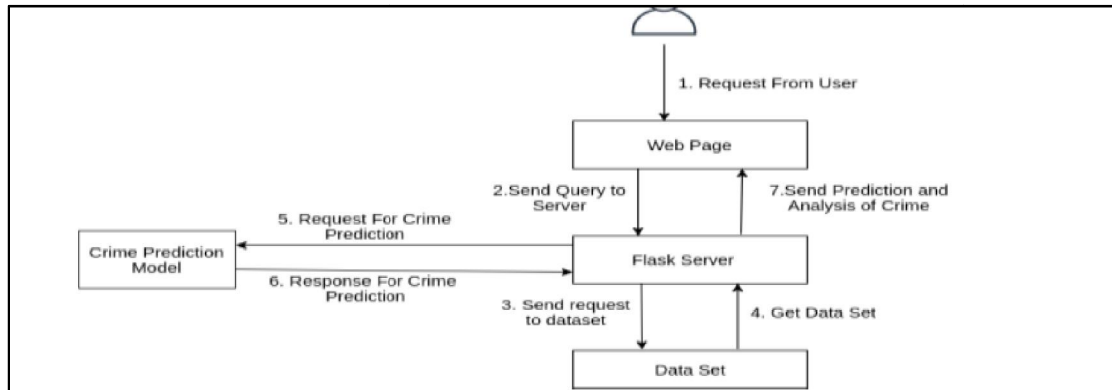 1. Request From User
Web Page
2.Send Query to
Server
7.Send Prediction and
Analysis of Crime
5. Request For Crime
Prediction
Crime Prediction
Model
Flask Server
6. Response For Crime
Prediction
3. Send request
to dataset
4. Get Data Set
Data Set